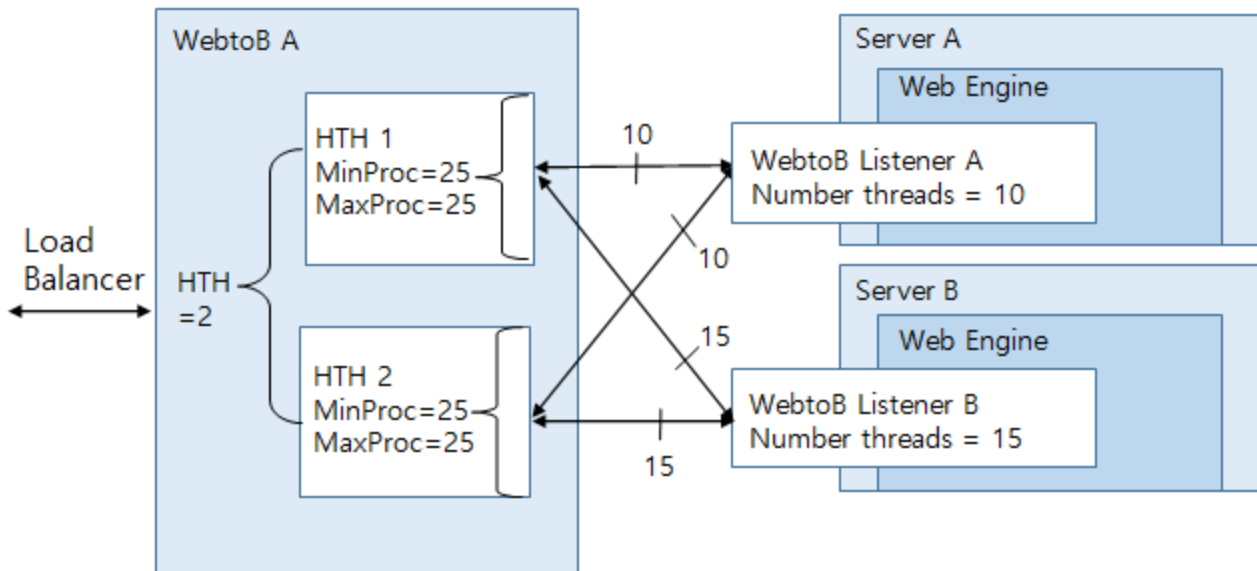 WebtoB A
HTH 1
MinProc=25
MaxProc=25
Load
Balancer
HTH
=2
HTH 2
MinProc=25
MaxProc=25
10
10
15
15
Server A
Web Engine
WebtoB Listener A
Number threads = 10
Server B
Web Engine
WebtoB Listener B
Number threads = 15